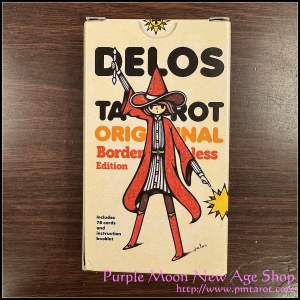 DELOS
TAROT
ORIGINAL
Borderless
Edition
Includes
78 cards
and
instruction
booklet
delos
Purple Moon New Age Shop
http://www.pmtarot.com